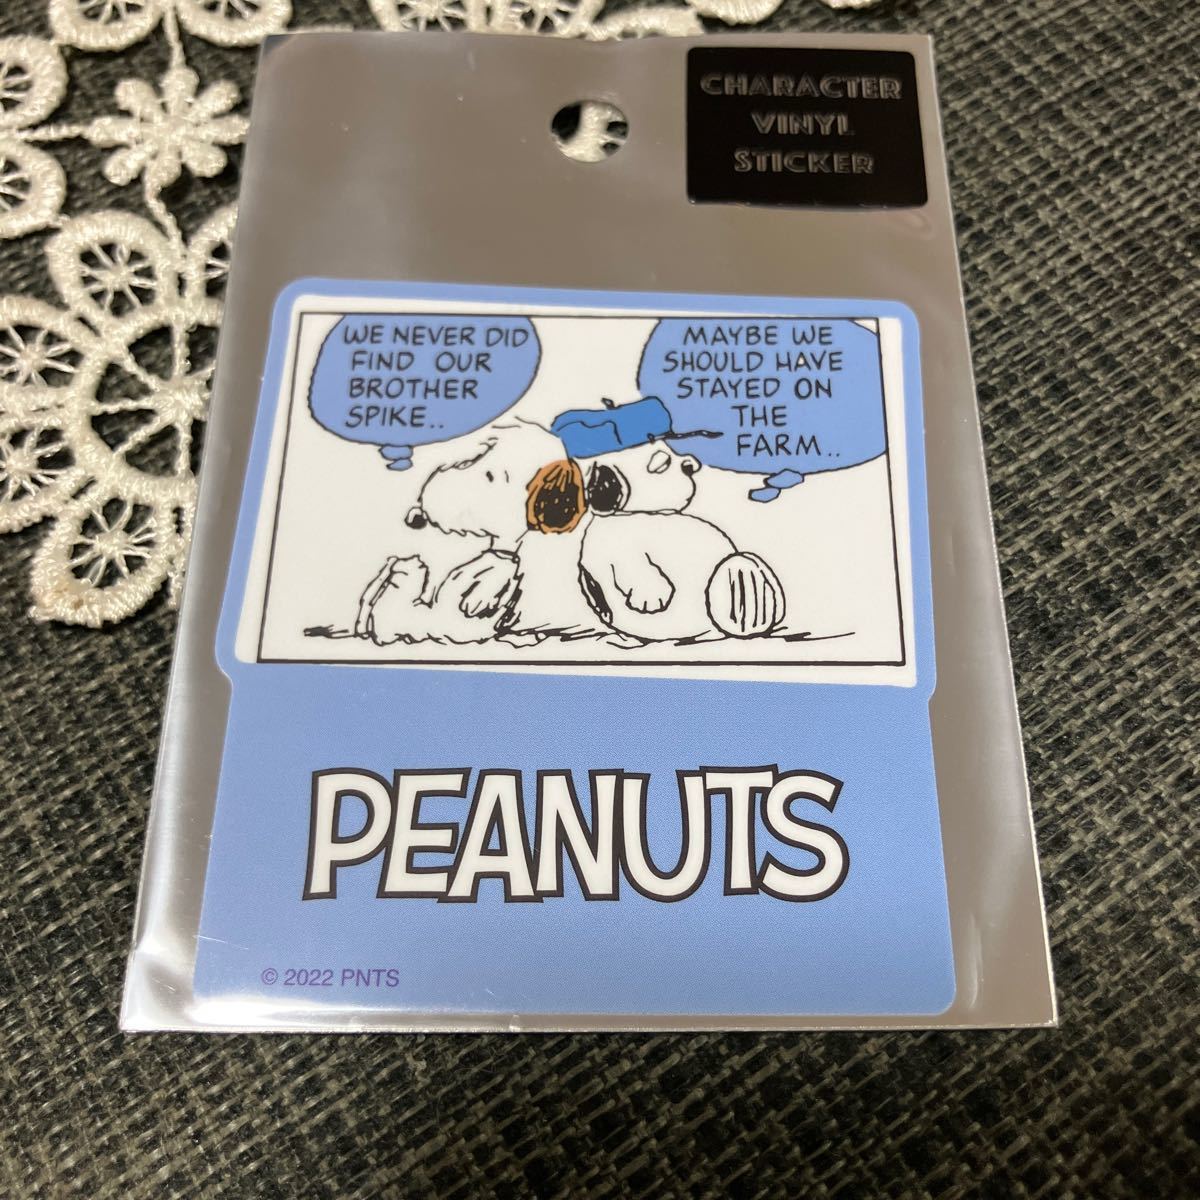 CHARACTER
VINYL
STICKER
WE NEVER DID
FIND OUR
BROTHER
SPIKE..
MAYBE WE
SHOULD HAVE
STAYED ON
THE
FARM..
PEANUTS
© 2022 PNTS